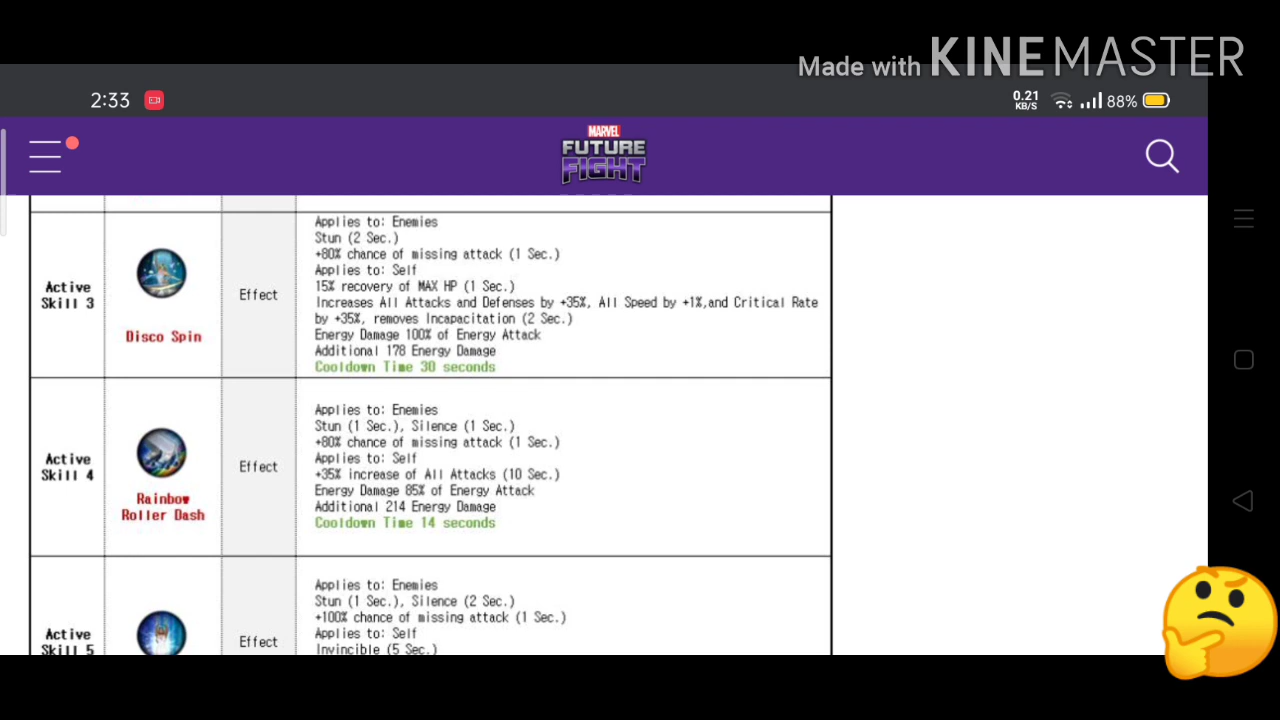 Made with KINEMASTER
2:33
0.21
KB/S
88%
MARVEL
FUTURE
FIGHT
Active
Skill 3
Disco Spin
Effect
Applies to: Enemies
Stun (2 Sec.)
+80% chance of missing attack (1 Sec.)
Applies to: Self
15% recovery of MAX HP (1 Sec.)
Increases All Attacks and Defenses by +35%, All Speed by +1%,and Critical Rate
by +35%, removes Incapacitation (2 Sec.)
Energy Damage 100% of Energy Attack
Additional 178 Energy Damage
Cooldown Time 30 seconds
Active
Skill 4
Rainbow
Roller Dash
Effect
Applies to: Enemies
Stun (1 Sec.), Silence (1 Sec.)
+80% chance of missing attack (1 Sec.)
Applies to: Self
+35% increase of All Attacks (10 Sec.)
Energy Damage 85% of Energy Attack
Additional 214 Energy Damage
Cooldown Time 14 seconds
Active
Skill 5
Effect
Applies to: Enemies
Stun (1 Sec.), Silence (2 Sec.)
+100% chance of missing attack (1 Sec.)
Applies to: Self
Invincible (5 Sec.)